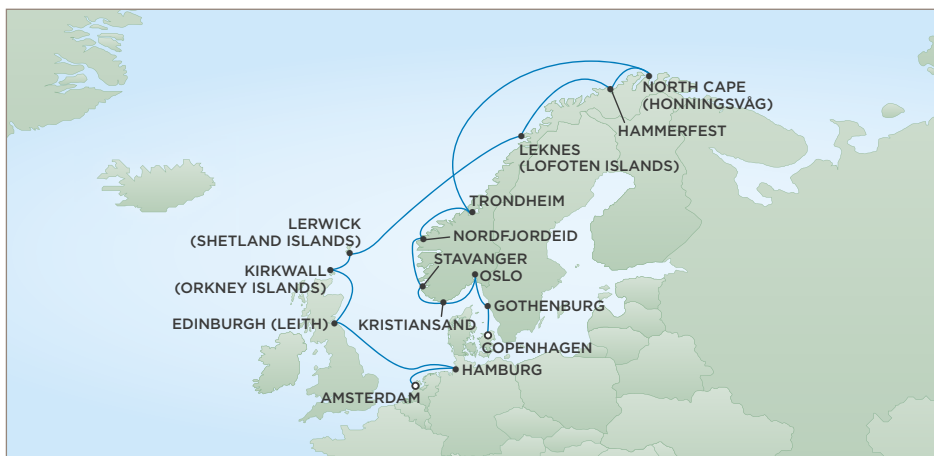 NORTH CAPE
(HONNINGSVÅG)
HAMMERFEST
LEKNES
(LOFOTEN ISLANDS)
TRONDHEIM
LERWICK
(SHETLAND ISLANDS)
NORDFJORDEID
STAVANGER
KIRKWALL
(ORKNEY ISLANDS)
OSLO
GOTHENBURG
EDINBURGH (LEITH)
KRISTIANSAND
COPENHAGEN
HAMBURG
AMSTERDAM